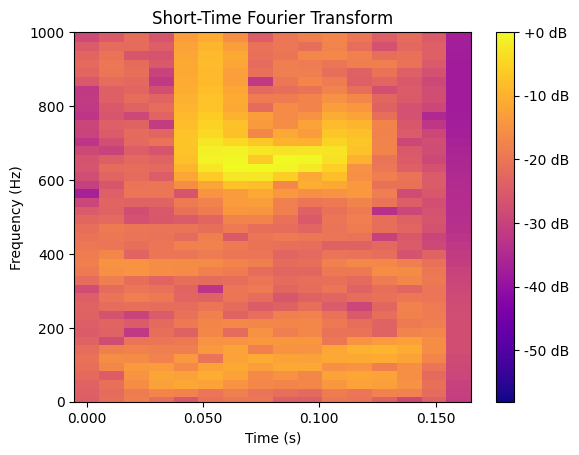 Short-Time Fourier Transform
1000
800
600
400
200
0
Frequency (Hz)
0.000
0.050
0.100
0.150
Time (s)
+0 dB
-10 dB
-20 dB
-30 dB
-40 dB
-50 dB